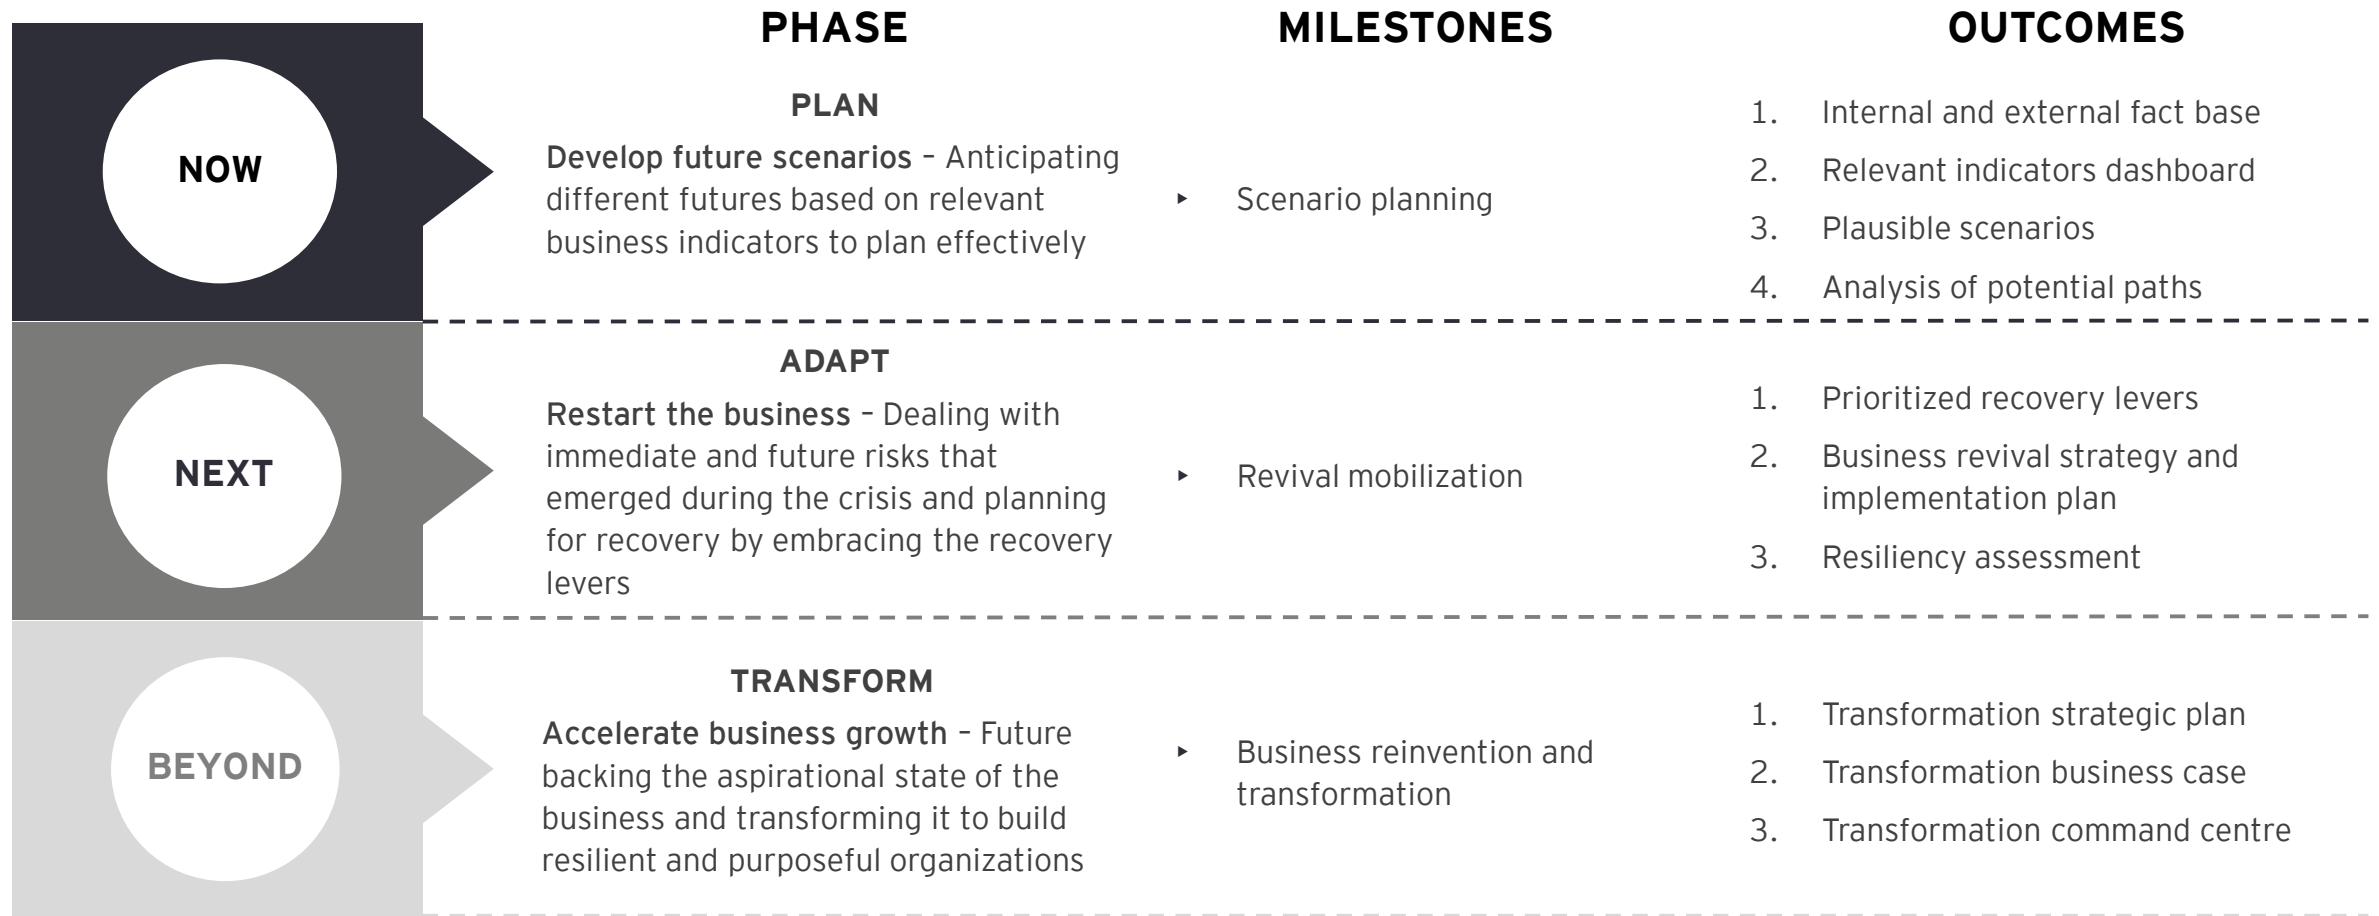 PHASE
MILESTONES
OUTCOMES
NOW
PLAN
Develop future scenarios – Anticipating
different futures based on relevant
business indicators to plan effectively
▸ Scenario planning
1. Internal and external fact base
2. Relevant indicators dashboard
3. Plausible scenarios
4. Analysis of potential paths
NEXT
ADAPT
Restart the business – Dealing with
immediate and future risks that
emerged during the crisis and planning
for recovery by embracing the recovery
levers
▸ Revival mobilization
1. Prioritized recovery levers
2. Business revival strategy and
implementation plan
3. Resiliency assessment
BEYOND
TRANSFORM
Accelerate business growth – Future
backing the aspirational state of the
business and transforming it to build
resilient and purposeful organizations
▸ Business reinvention and
transformation
1. Transformation strategic plan
2. Transformation business case
3. Transformation command centre